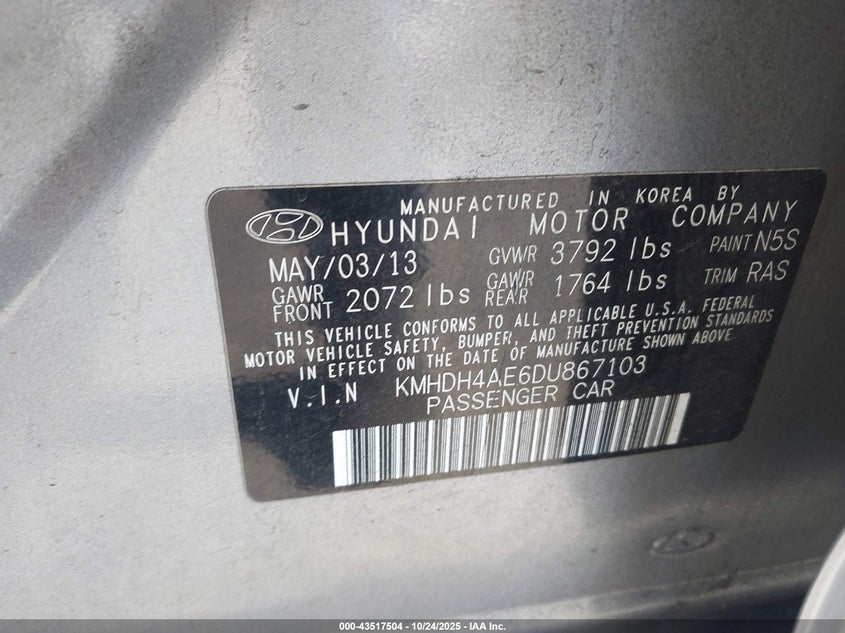 MANUFACTURED IN KOREA BY
HYUNDAI MOTOR COMPANY
MAY/03/13 GVWR 3792 lbs PAINT N5S
GAWR FRONT 2072 lbs GAWR REAR 1764 lbs TRIM RAS
THIS VEHICLE CONFORMS TO ALL APPLICABLE U.S.A. FEDERAL
MOTOR VEHICLE SAFETY, BUMPER, AND THEFT PREVENTION STANDARDS
IN EFFECT ON THE DATE OF MANUFACTURE SHOWN ABOVE
V.I.N KMHDH4AE6DU867103
PASSENGER CAR
000-43517504 - 10/24/2025 - IAA Inc.